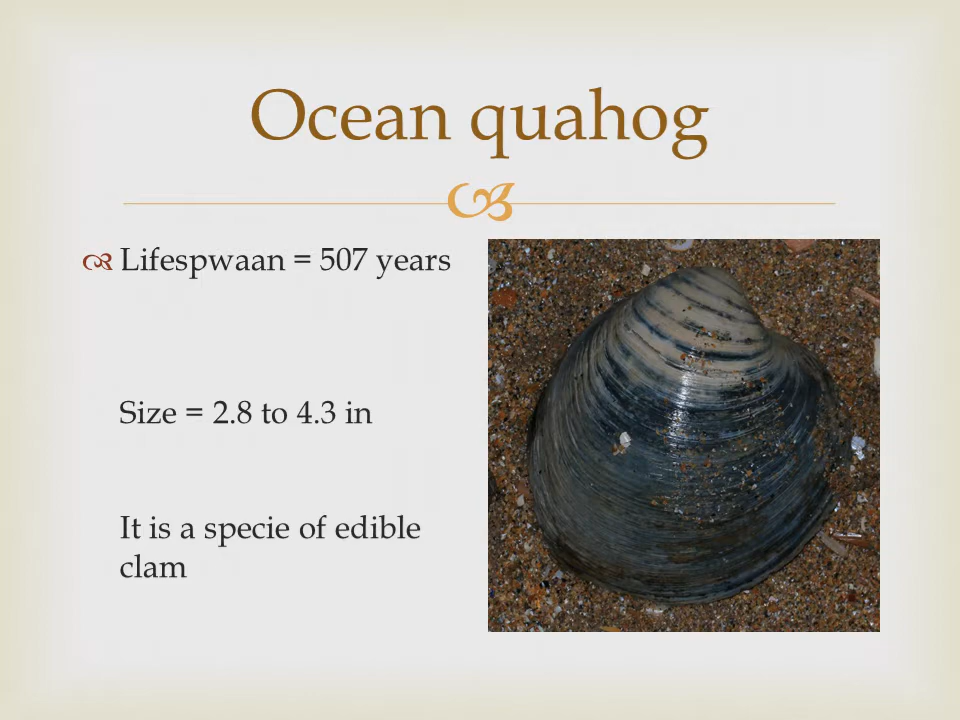 Ocean quahog
Lifespwaan = 507 years
Size = 2.8 to 4.3 in
It is a specie of edible
clam